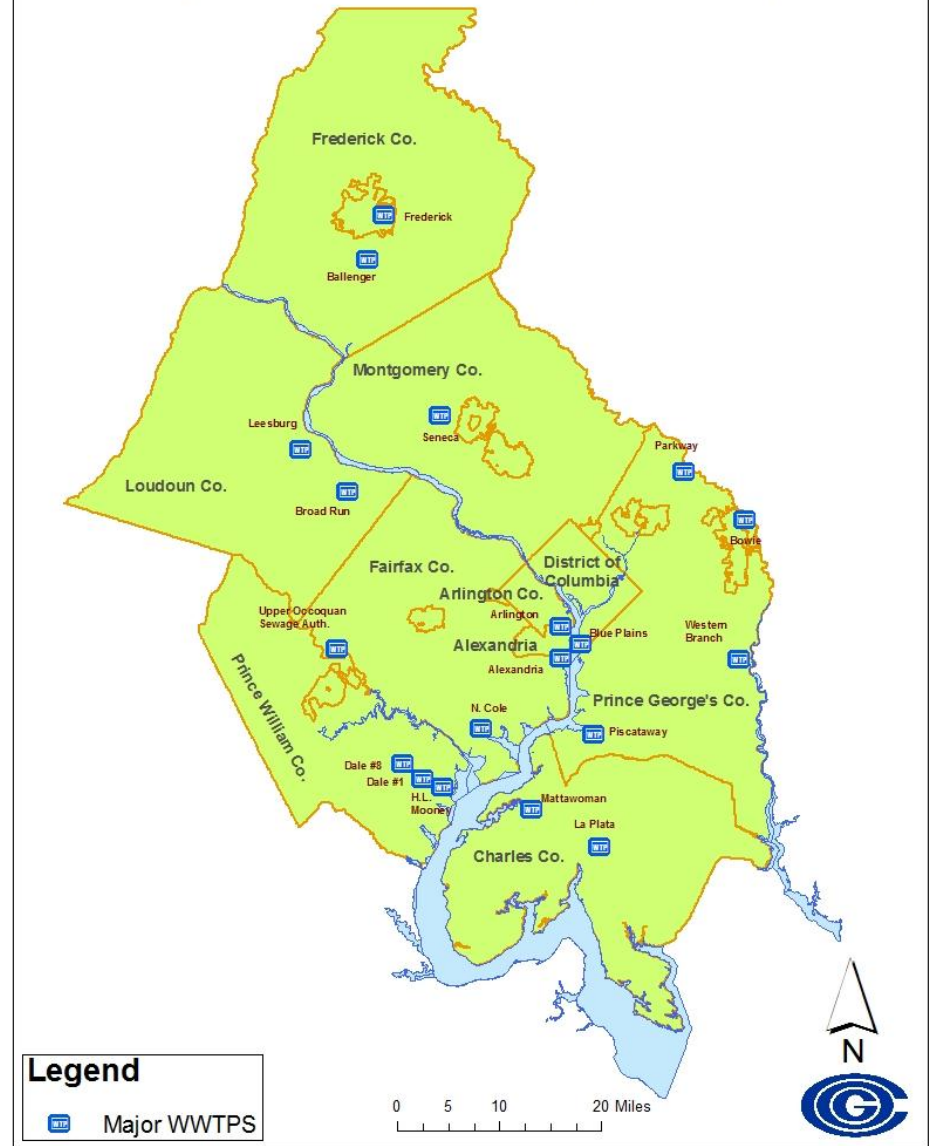 Frederick Co.
WTP
Frederick
WTP
Ballenger
Montgomery Co.
WTP
Seneca
Leesburg
WTP
Loudoun Co.
WTP
Broad Run
Parkway
WTP
WTP
Bowie
District of
Columbia
Fairfax Co.
Arlington Co.
Arlington
WTP
Upper Occoquan
Sewage Auth.
WTP
Alexandria
WTP
Blue Plains
WTP
Alexandria
Western
Branch
WTP
Prince William Co.
Prince George's Co.
N. Cole
WTP
WTP
Piscataway
Dale #8
WTP
Dale #1
WTP
H.L.
Mooney
WTP
Mattawoman
WTP
La Plata
WTP
Charles Co.
N
Legend
WTP
Major WWTPS
0 5 10 20 Miles
COG